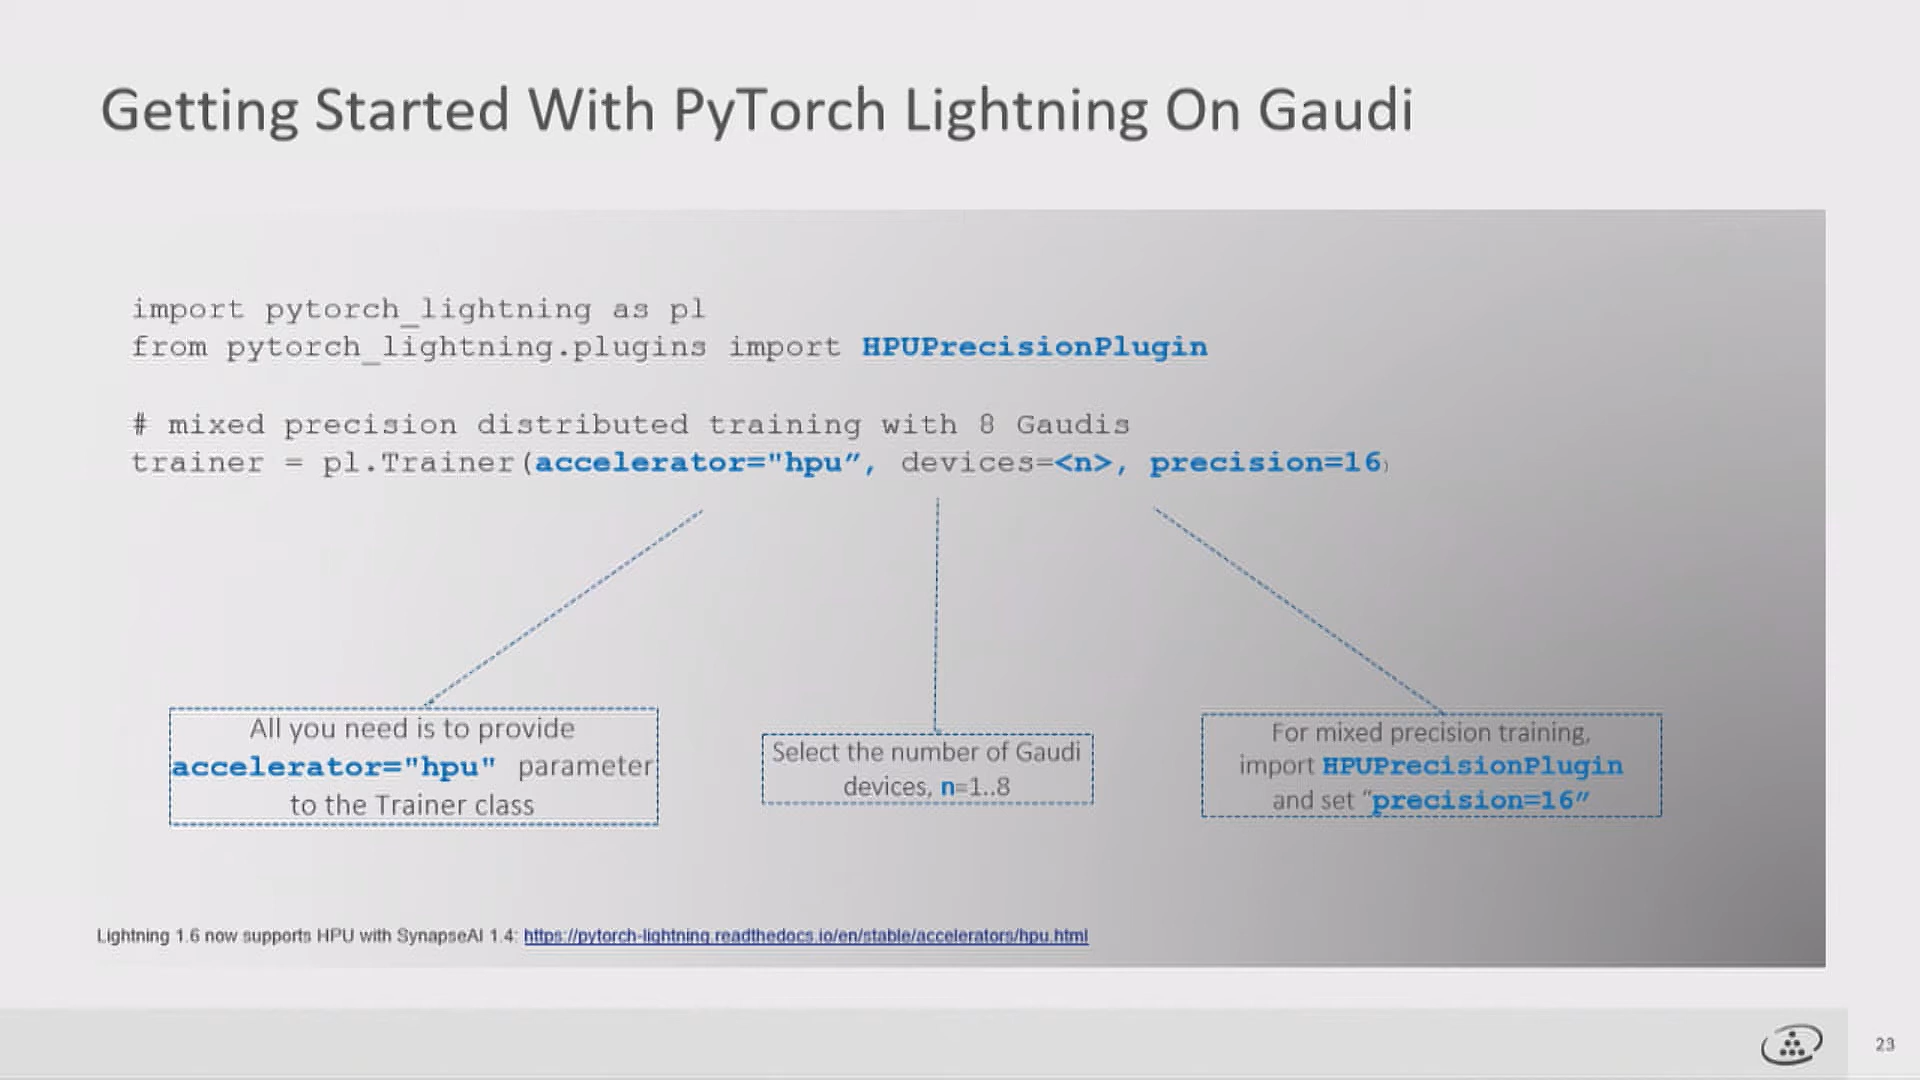 Getting Started With PyTorch Lightning On Gaudi
import pytorch_lightning as pl
from pytorch_lightning.plugins import HPUPrecisionPlugin
# mixed precision distributed training with 8 Gaudis
trainer = pl.Trainer(accelerator="hpu”, devices=<n>, precision=16)
All you need is to provide
accelerator="hpu" parameter
to the Trainer class
Select the number of Gaudi
devices, n=1..8
For mixed precision training,
import HPUPrecisionPlugin
and set “precision=16”
Lightning 1.6 now supports HPU with SynapseAI 1.4: https://pytorch-lightning.readthedocs.io/en/stable/accelerators/hpu.html
23